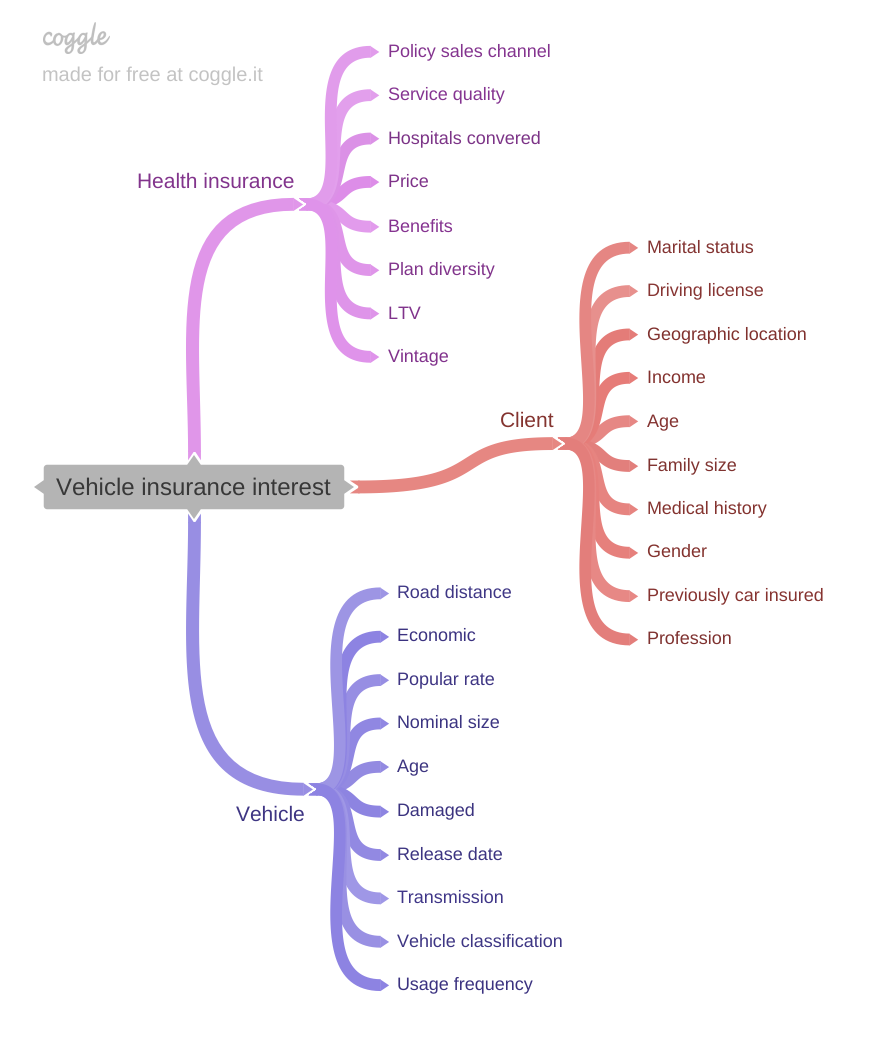 coggle
made for free at coggle.it
Policy sales channel
Service quality
Hospitals convered
Health insurance
Price
Benefits
Plan diversity
LTV
Vintage
Marital status
Driving license
Geographic location
Income
Client
Age
Family size
Medical history
Gender
Previously car insured
Profession
Vehicle insurance interest
Road distance
Economic
Popular rate
Nominal size
Age
Vehicle
Damaged
Release date
Transmission
Vehicle classification
Usage frequency